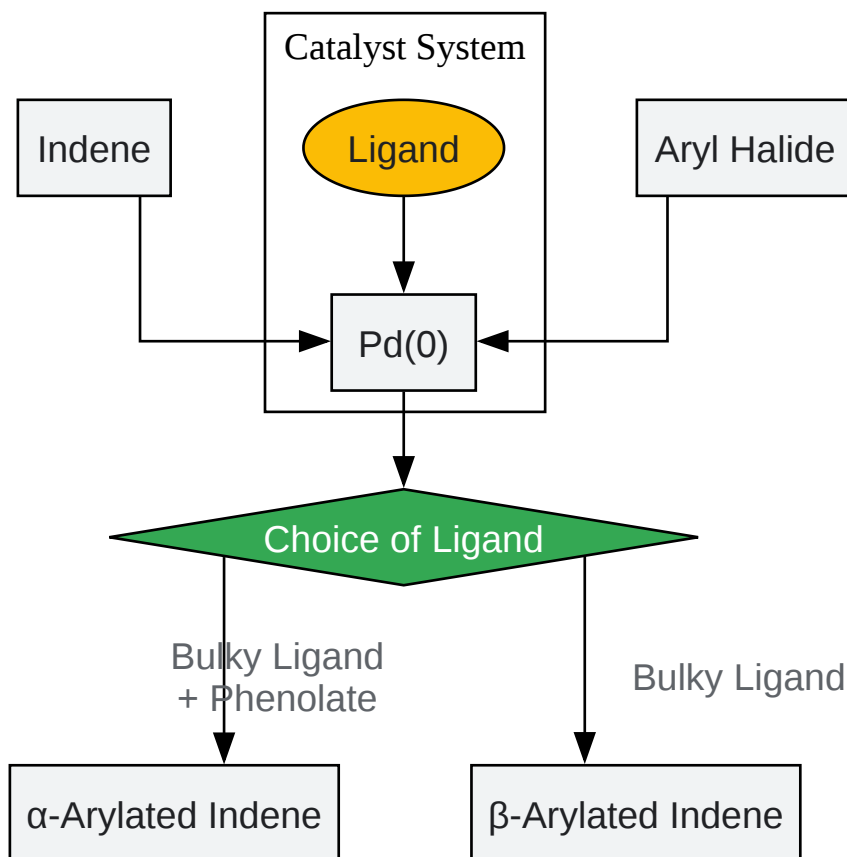 Catalyst System
Indene
Ligand
Aryl Halide
Pd(0)
Choice of Ligand
Bulky Ligand
+ Phenolate
Bulky Ligand
α-Arylated Indene
β-Arylated Indene